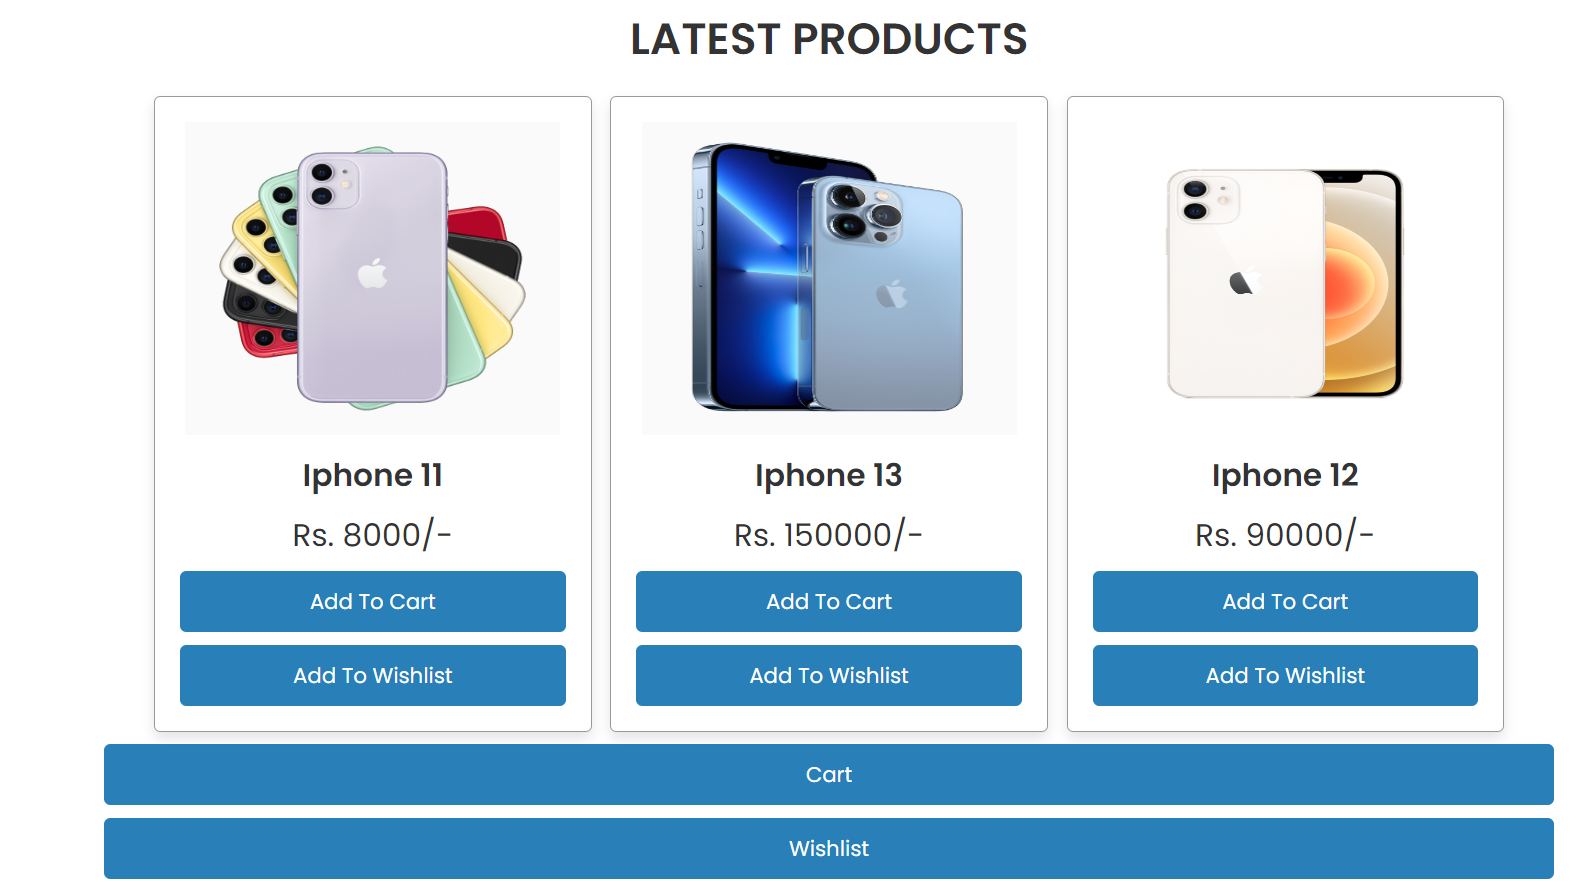 LATEST PRODUCTS
Iphone 11
Rs. 8000/-
Add To Cart
Add To Wishlist
Iphone 13
Rs. 150000/-
Add To Cart
Add To Wishlist
Iphone 12
Rs. 90000/-
Add To Cart
Add To Wishlist
Cart
Wishlist